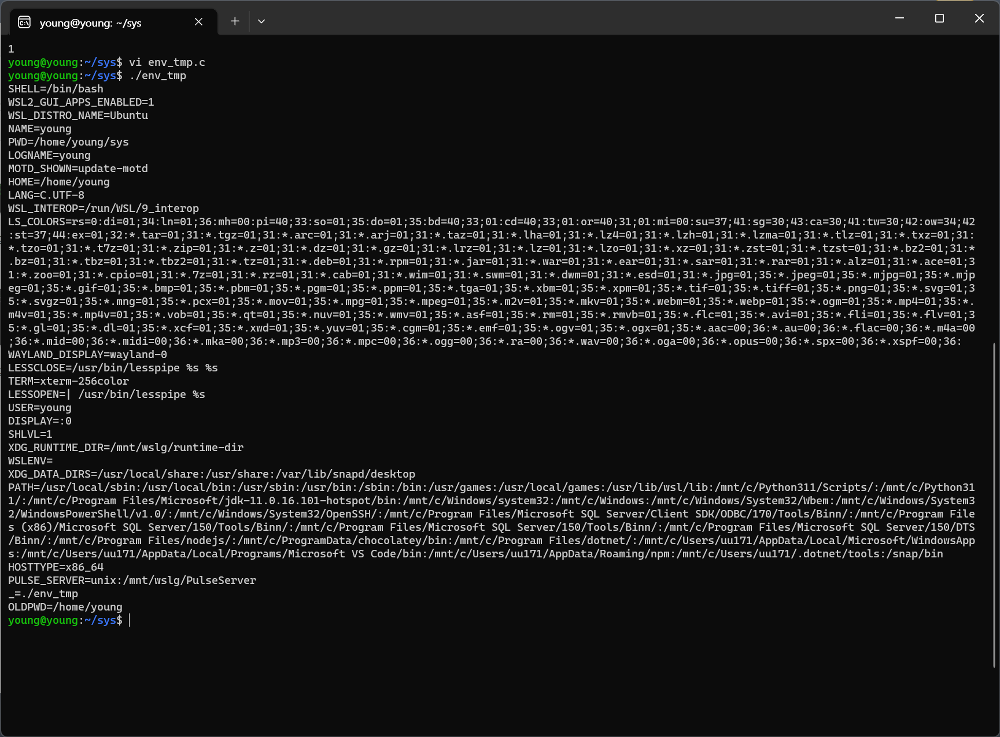 young@young: ~/sys
1
young@young:~/sys$ vi env_tmp.c
young@young:~/sys$ ./env_tmp
SHELL=/bin/bash
WSL2_GUI_APPS_ENABLED=1
WSL_DISTRO_NAME=Ubuntu
NAME=young
PWD=/home/young/sys
LOGNAME=young
MOTD_SHOWN=update-motd
HOME=/home/young
LANG=C.UTF-8
WSL_INTEROP=/run/WSL/9_interop
LS_COLORS=rs=0:di=01;34:ln=01;36:mh=00:pi=40;33:so=01;35:do=01;35:bd=40;33;01:cd=40;33;01:or=40;31;01:mi=00:su=37;41:sg=30;43:ca=30;41:tw=30;42:ow=34;42
:st=37;44:ex=01;32:*.tar=01;31:*.tgz=01;31:*.arc=01;31:*.arj=01;31:*.taz=01;31:*.lha=01;31:*.lz4=01;31:*.lzh=01;31:*.lzma=01;31:*.tlz=01;31:*.txz=01;31:
*.tzo=01;31:*.t7z=01;31:*.zip=01;31:*.z=01;31:*.dz=01;31:*.gz=01;31:*.lrz=01;31:*.lz=01;31:*.lzo=01;31:*.xz=01;31:*.zst=01;31:*.tzst=01;31:*.bz2=01;31:*
.bz=01;31:*.tbz=01;31:*.tbz2=01;31:*.tz=01;31:*.deb=01;31:*.rpm=01;31:*.jar=01;31:*.war=01;31:*.ear=01;31:*.sar=01;31:*.rar=01;31:*.alz=01;31:*.ace=01;3
1:*.zoo=01;31:*.cpio=01;31:*.7z=01;31:*.rz=01;31:*.cab=01;31:*.wim=01;31:*.swm=01;31:*.dwm=01;31:*.esd=01;31:*.jpg=01;35:*.jpeg=01;35:*.mjpg=01;35:*.mjp
eg=01;35:*.gif=01;35:*.bmp=01;35:*.pbm=01;35:*.pgm=01;35:*.ppm=01;35:*.tga=01;35:*.xbm=01;35:*.xpm=01;35:*.tif=01;35:*.tiff=01;35:*.png=01;35:*.svg=01;3
5:*.svgz=01;35:*.mng=01;35:*.pcx=01;35:*.mov=01;35:*.mpg=01;35:*.mpeg=01;35:*.m2v=01;35:*.mkv=01;35:*.webm=01;35:*.webp=01;35:*.ogm=01;35:*.mp4=01;35:*.
m4v=01;35:*.mp4v=01;35:*.vob=01;35:*.qt=01;35:*.nuv=01;35:*.wmv=01;35:*.asf=01;35:*.rm=01;35:*.rmvb=01;35:*.flc=01;35:*.avi=01;35:*.fli=01;35:*.flv=01;3
5:*.gl=01;35:*.dl=01;35:*.xcf=01;35:*.xwd=01;35:*.yuv=01;35:*.cgm=01;35:*.emf=01;35:*.ogv=01;35:*.ogx=01;35:*.aac=00;36:*.au=00;36:*.flac=00;36:*.m4a=00
;36:*.mid=00;36:*.midi=00;36:*.mka=00;36:*.mp3=00;36:*.mpc=00;36:*.ogg=00;36:*.ra=00;36:*.wav=00;36:*.oga=00;36:*.opus=00;36:*.spx=00;36:*.xspf=00;36:
WAYLAND_DISPLAY=wayland-0
LESSCLOSE=/usr/bin/lesspipe %s %s
TERM=xterm-256color
LESSOPEN=| /usr/bin/lesspipe %s
USER=young
DISPLAY=:0
SHLVL=1
XDG_RUNTIME_DIR=/mnt/wslg/runtime-dir
WSLENV=
XDG_DATA_DIRS=/usr/local/share:/usr/share:/var/lib/snapd/desktop
PATH=/usr/local/sbin:/usr/local/bin:/usr/sbin:/usr/bin:/sbin:/bin:/usr/games:/usr/local/games:/usr/lib/wsl/lib:/mnt/c/Python311/Scripts/:/mnt/c/Python31
1/:/mnt/c/Program Files/Microsoft/jdk-11.0.16.101-hotspot/bin:/mnt/c/Windows/system32:/mnt/c/Windows:/mnt/c/Windows/System32/Wbem:/mnt/c/Windows/System3
2/WindowsPowerShell/v1.0/:/mnt/c/Windows/System32/OpenSSH/:/mnt/c/Program Files/Microsoft SQL Server/Client SDK/ODBC/170/Tools/Binn/:/mnt/c/Program File
s (x86)/Microsoft SQL Server/150/Tools/Binn/:/mnt/c/Program Files/Microsoft SQL Server/150/Tools/Binn/:/mnt/c/Program Files/Microsoft SQL Server/150/DTS
/Binn/:/mnt/c/Program Files/nodejs/:/mnt/c/ProgramData/chocolatey/bin:/mnt/c/Program Files/dotnet/:/mnt/c/Users/uu171/AppData/Local/Microsoft/WindowsApp
s:/mnt/c/Users/uu171/AppData/Local/Programs/Microsoft VS Code/bin:/mnt/c/Users/uu171/AppData/Roaming/npm:/mnt/c/Users/uu171/.dotnet/tools:/snap/bin
HOSTTYPE=x86_64
PULSE_SERVER=unix:/mnt/wslg/PulseServer
_=./env_tmp
OLDPWD=/home/young
young@young:~/sys$